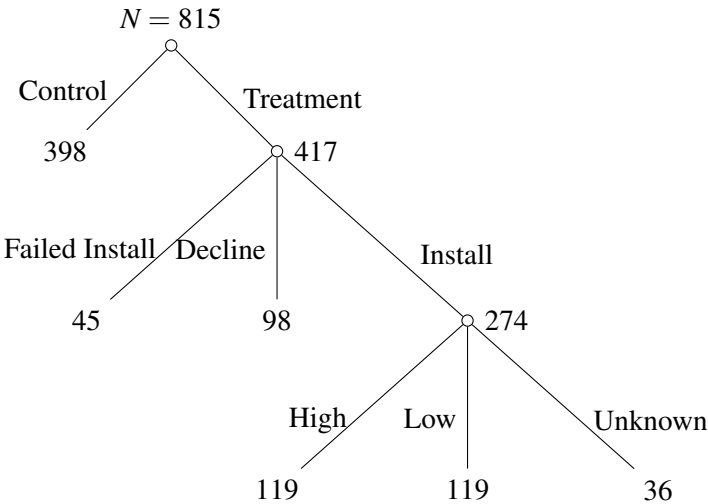 N = 815
Control
Treatment
398
417
Failed Install
Decline
Install
45
98
274
High
Low
Unknown
119
119
36